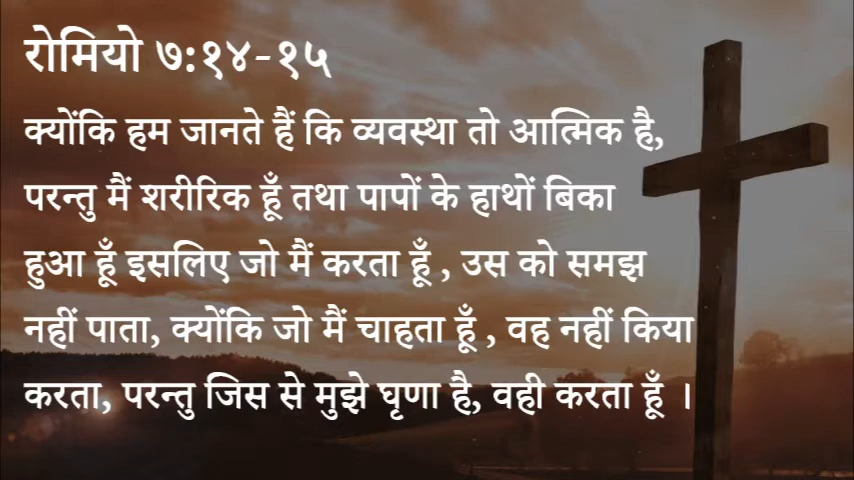 रोमियो ७:१४-१५
क्योंकि हम जानते हैं कि व्यवस्था तो आत्मिक है,
परन्तु मैं शरीरिक हूँ तथा पापों के हाथों बिका
हुआ हूँ इसलिए जो मैं करता हूँ , उस को समझ
नहीं पाता, क्योंकि जो मैं चाहता हूँ , वह नहीं किया
करता, परन्तु जिस से मुझे घृणा है, वही करता हूँ ।